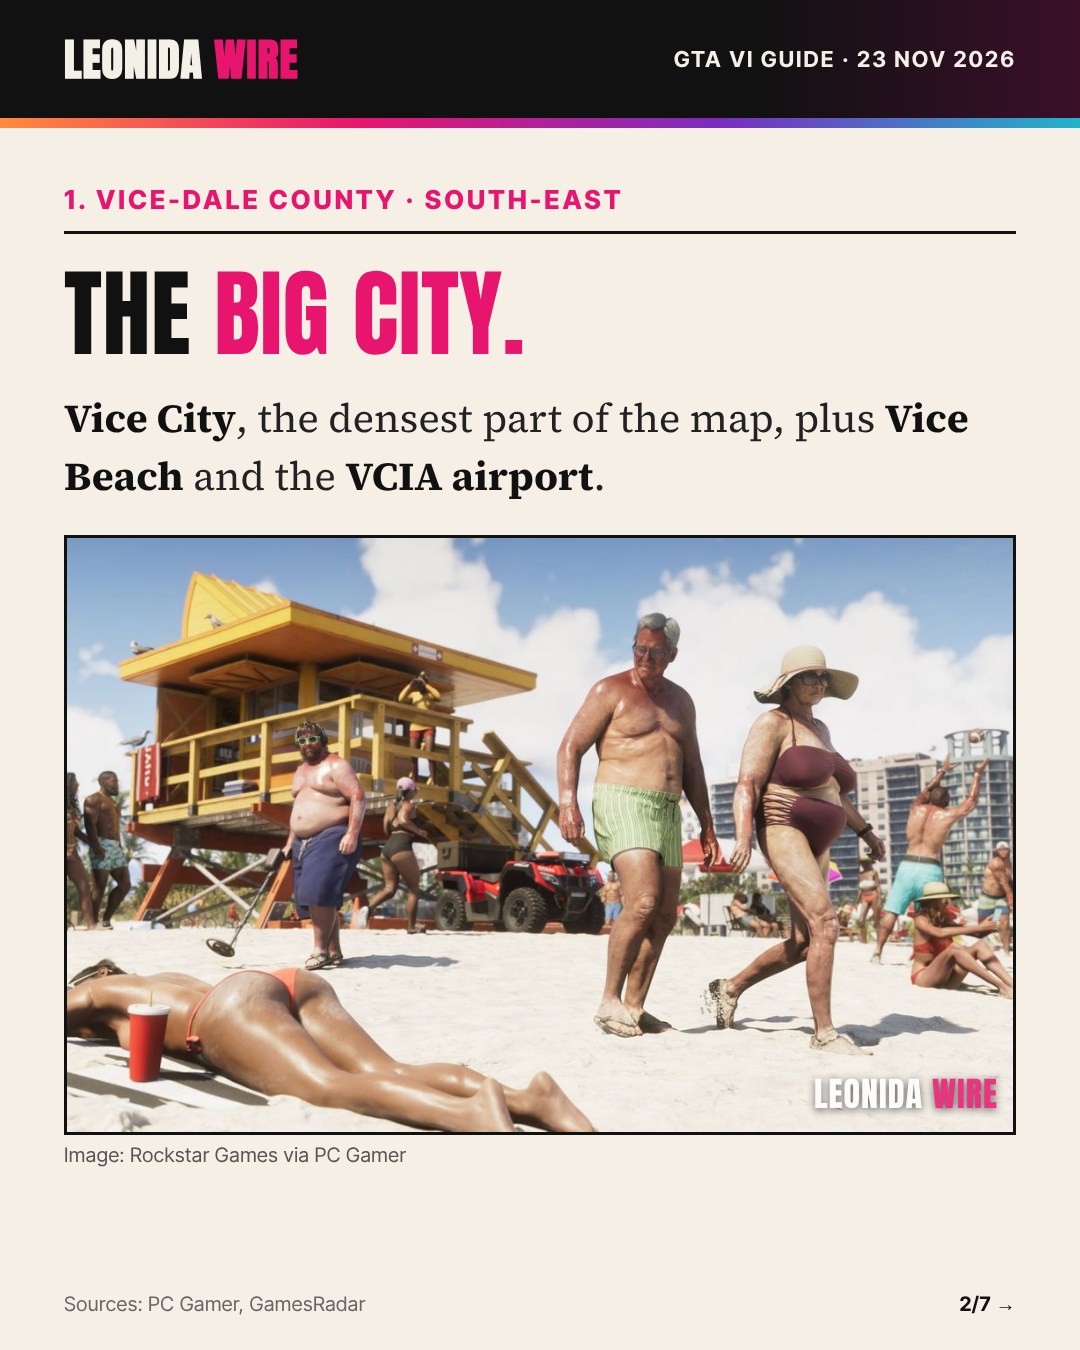 LEONIDA WIRE
GTA VI GUIDE · 23 NOV 2026
1. VICE-DALE COUNTY · SOUTH-EAST
THE BIG CITY.
Vice City, the densest part of the map, plus Vice
Beach and the VCIA airport.
LEONIDA WIRE
Image: Rockstar Games via PC Gamer
Sources: PC Gamer, GamesRadar
2/7 →